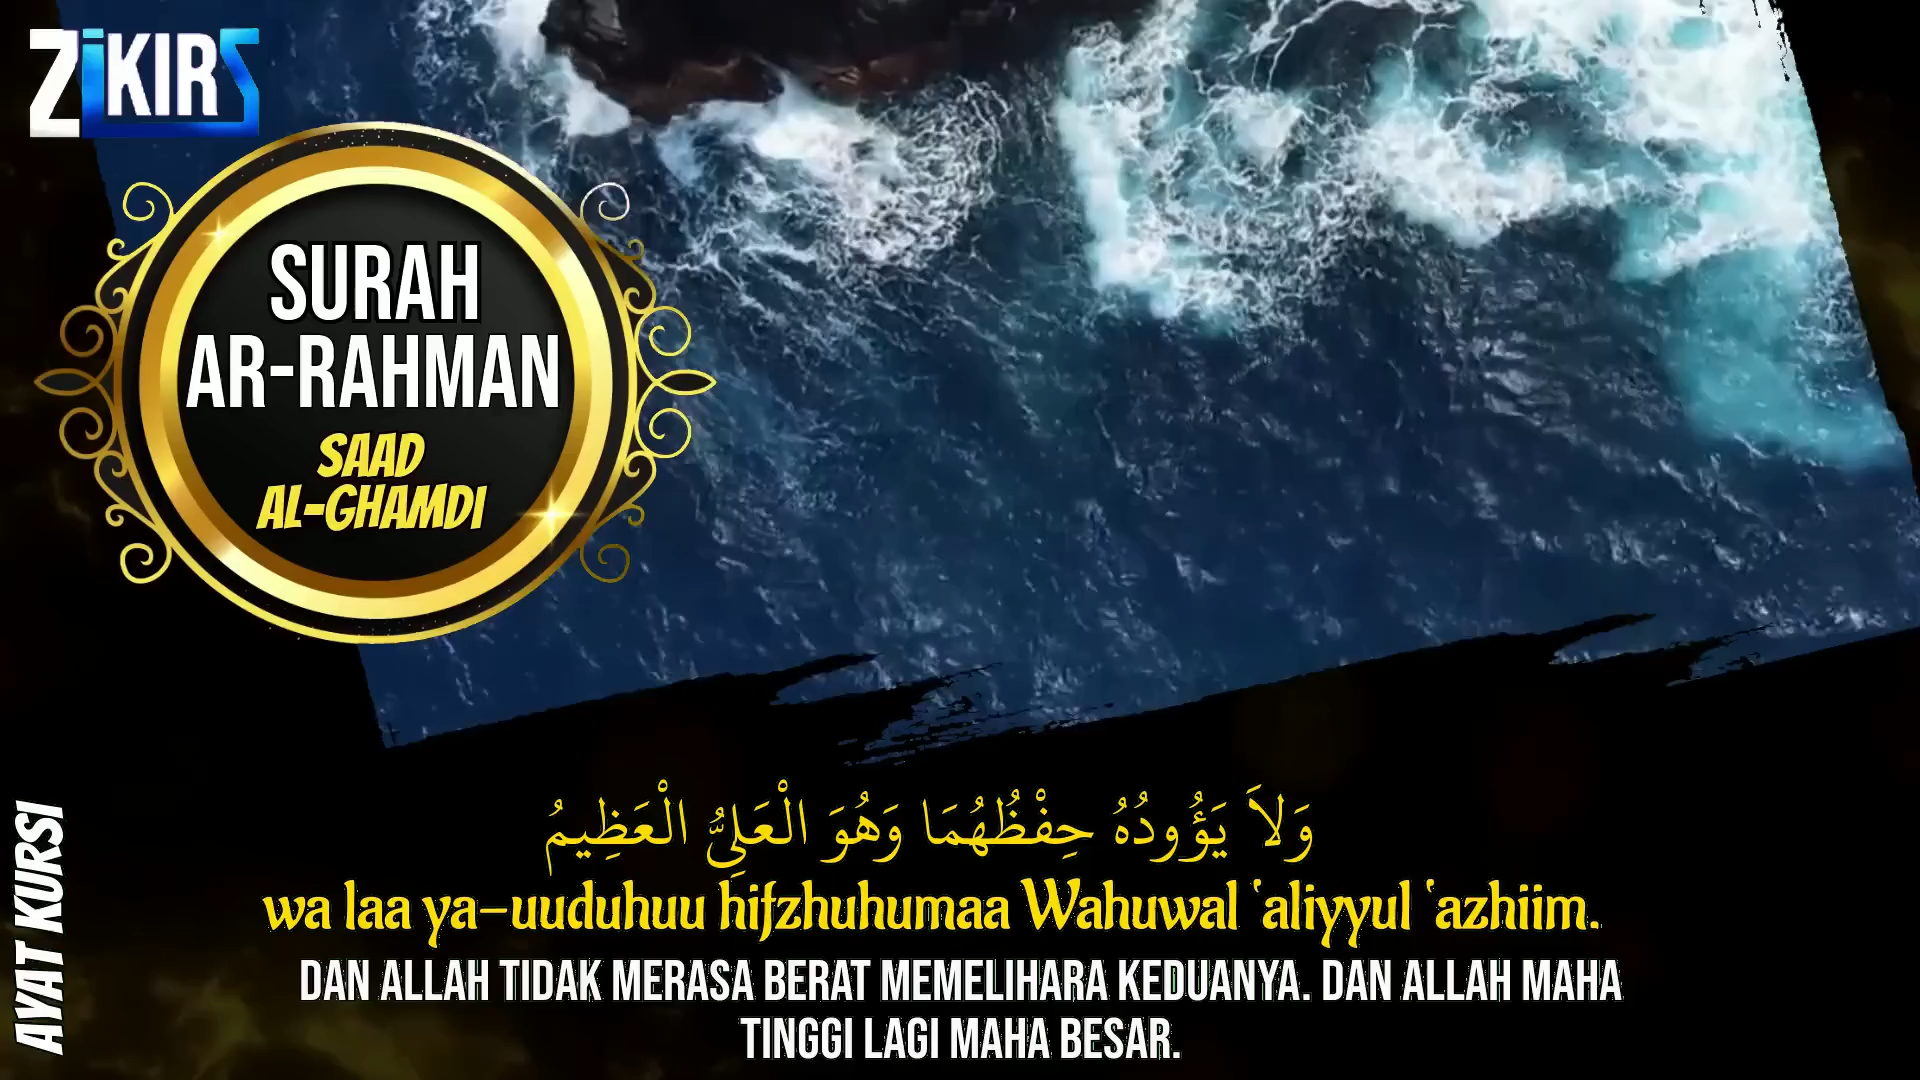 ZIKIRS
SURAH
AR-RAHMAN
SAAD
AL-GHAMDI
وَلاَ يَؤُودُهُ حِفْظُهُمَا وَهُوَ الْعَلِيُّ الْعَظِيمُ
wa laa ya-uuduhuu hifzhuhumaa Wahuwal 'aliyyul 'azhiim.
DAN ALLAH TIDAK MERASA BERAT MEMELIHARA KEDUANYA. DAN ALLAH MAHA
TINGGI LAGI MAHA BESAR.
AYAT KURSI